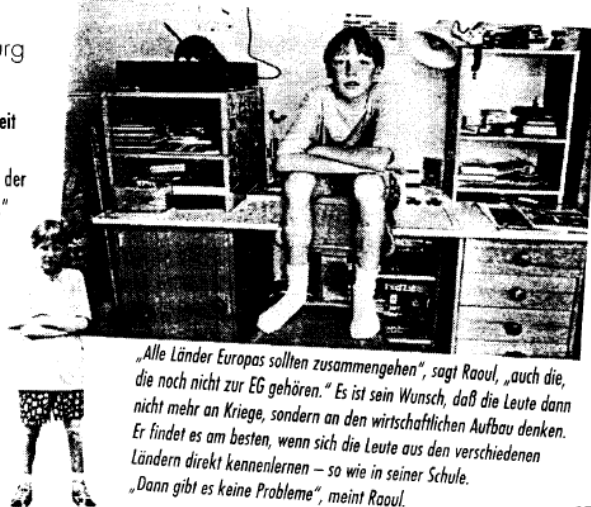 urg
eit
der
"
„Alle Länder Europas sollten zusammengehen“, sagt Raoul, „auch die,
die noch nicht zur EG gehören.“ Es ist sein Wunsch, daß die Leute dann
nicht mehr an Kriege, sondern an den wirtschaftlichen Aufbau denken.
Er findet es am besten, wenn sich die Leute aus den verschiedenen
Ländern direkt kennenlernen – so wie in seiner Schule.
„Dann gibt es keine Probleme“, meint Raoul.